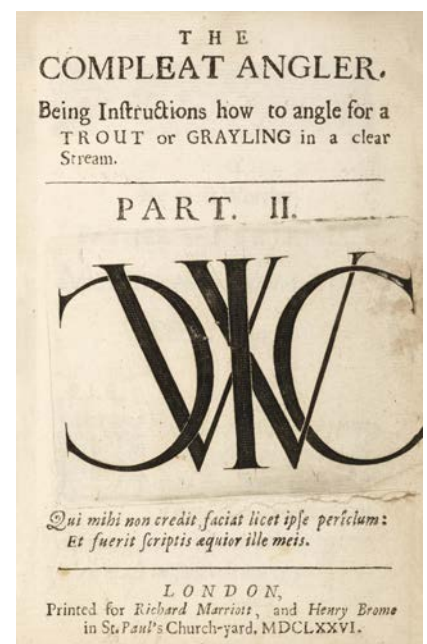 THE
COMPLEAT ANGLER.
Being Inſtructions how to angle for a
TROUT or GRAYLING in a clear
Stream.
PART. II.
Qui mihi non credit faciat licet ipſe periclum:
Et fuerit ſcriptis æquior ille meis.
LONDON,
Printed for Richard Marriott, and Henry Brome
in St. Paul's Church-yard, MDCLXXVI.